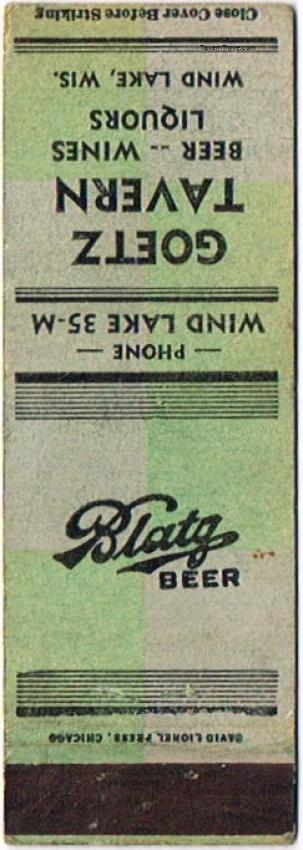 Close Cover Before Striking
WIND LAKE, WIS.
LIQUORS
BEER -- WINES
GOETZ
TAVERN
WIND LAKE 35-M
— PHONE —
Blatz
BEER
DAVID LIONEL PRESS, CHICAGO